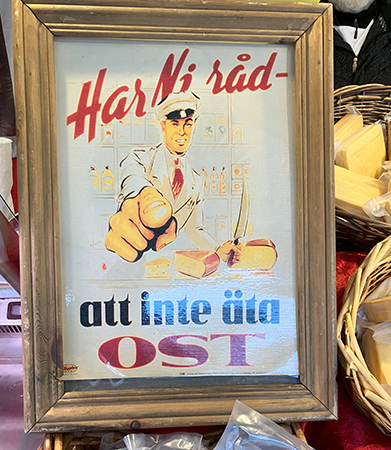 Har Ni råd-
att inte äta
OST